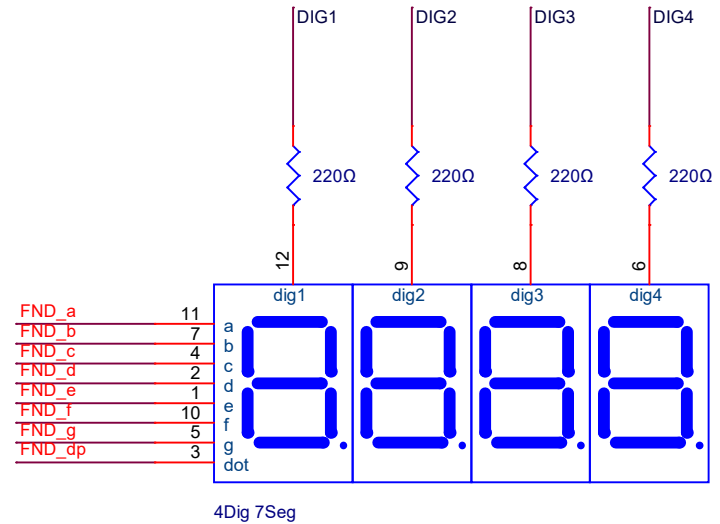 DIG1 DIG2 DIG3 DIG4
220Ω 220Ω 220Ω 220Ω
12 9 8 6
dig1 dig2 dig3 dig4
FND_a 11 a
FND_b 7 b
FND_c 4 c
FND_d 2 d
FND_e 1 e
FND_f 10 f
FND_g 5 g
FND_dp 3 dot
4Dig 7Seg